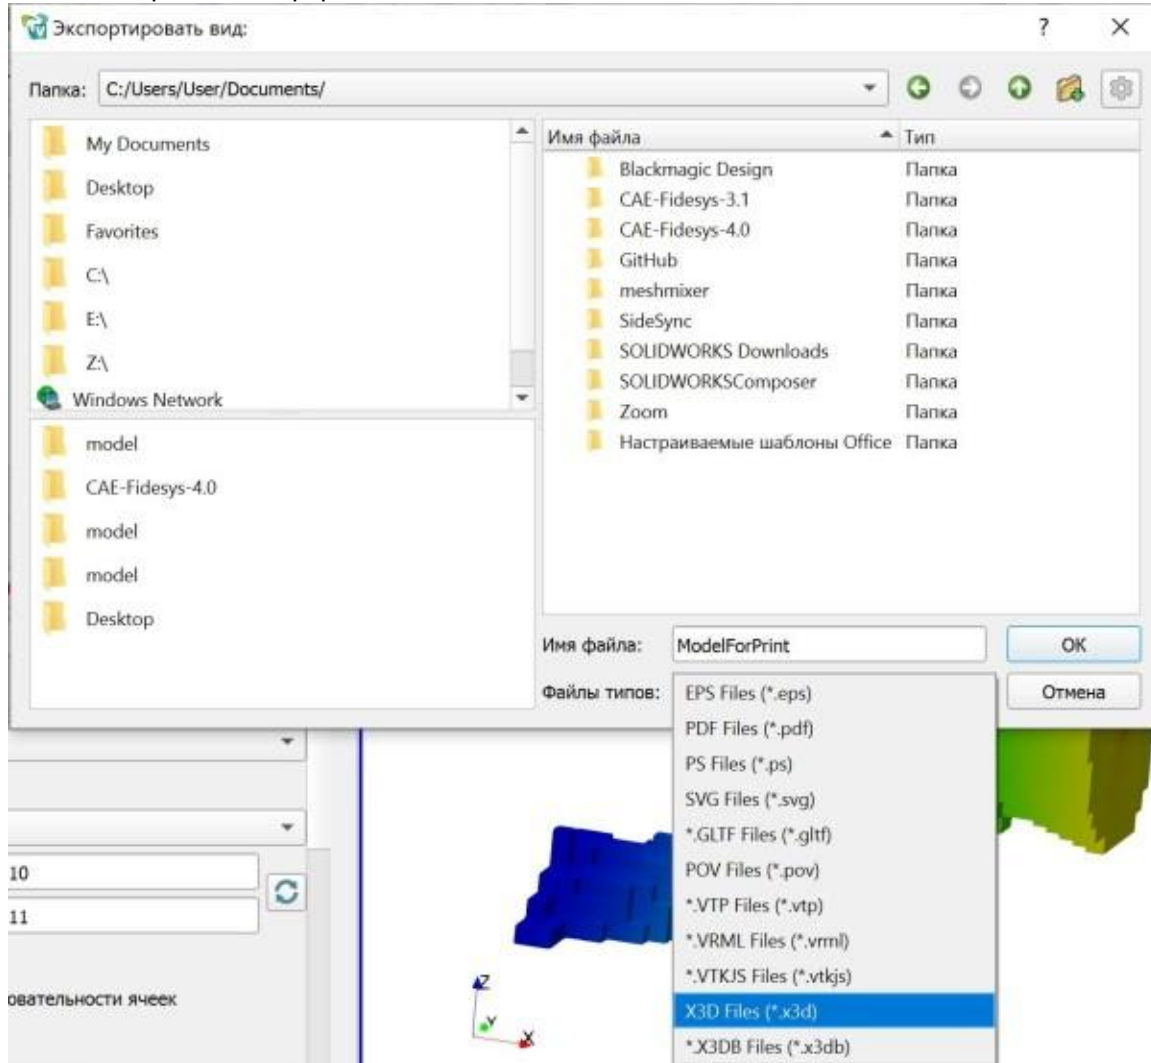 Экспортировать вид:
?
Папка: C:/Users/User/Documents/
My Documents
Desktop
Favorites
C:\
E:\
Z:\
Windows Network
model
CAE-Fidesys-4.0
model
model
Desktop
Имя файла Тип
Blackmagic Design Папка
CAE-Fidesys-3.1 Папка
CAE-Fidesys-4.0 Папка
GitHub Папка
meshmixer Папка
SideSync Папка
SOLIDWORKS Downloads Папка
SOLIDWORKSComposer Папка
Zoom Папка
Настраиваемые шаблоны Office Папка
Имя файла: ModelForPrint OK
Файлы типов: Отмена
EPS Files (*.eps)
PDF Files (*.pdf)
PS Files (*.ps)
SVG Files (*.svg)
*.GLTF Files (*.gltf)
POV Files (*.pov)
*.VTP Files (*.vtp)
*.VRML Files (*.vrml)
*.VTKJS Files (*.vtkjs)
X3D Files (*.x3d)
*.X3DB Files (*.x3db)
10
11
овательности ячеек
Z
Y
X